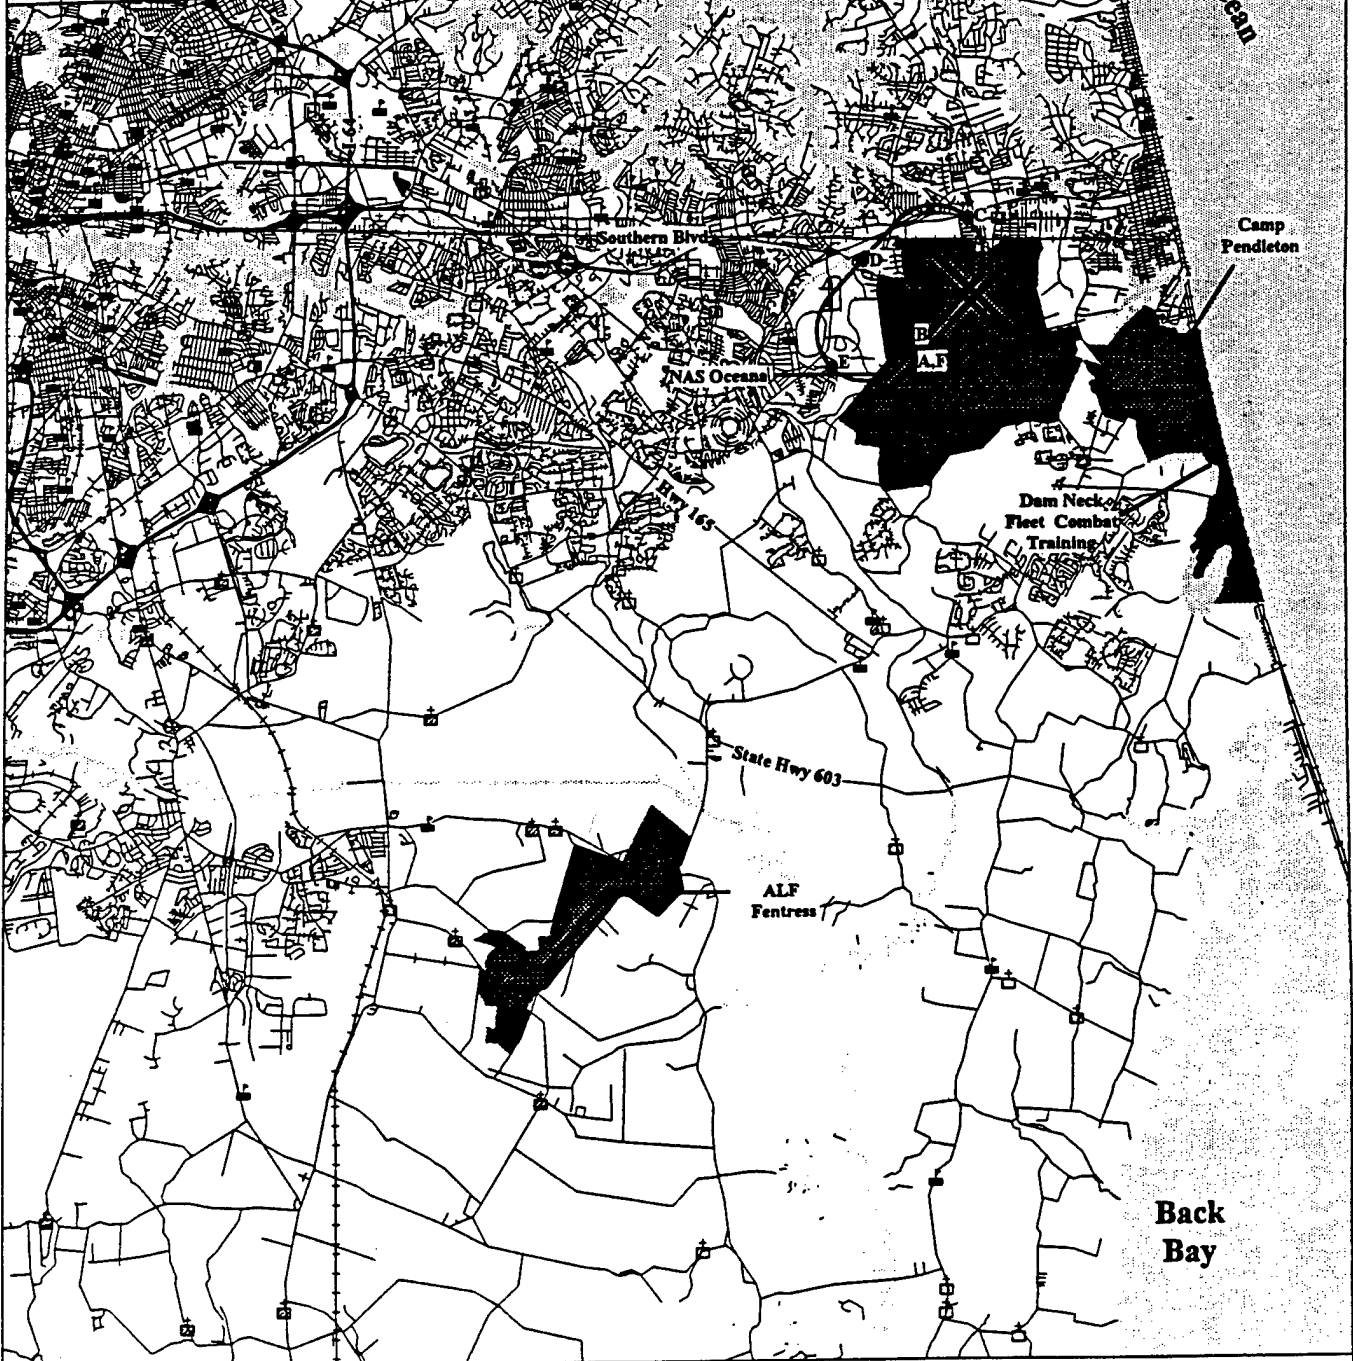 ean
I 64
Southern Blvd
Camp
Pendleton
C
D
B
A,F
E
NAS Oceana
Hwy 165
Dam Neck
Fleet Combat
Training
State Hwy 603
ALF
Fentress
Back
Bay